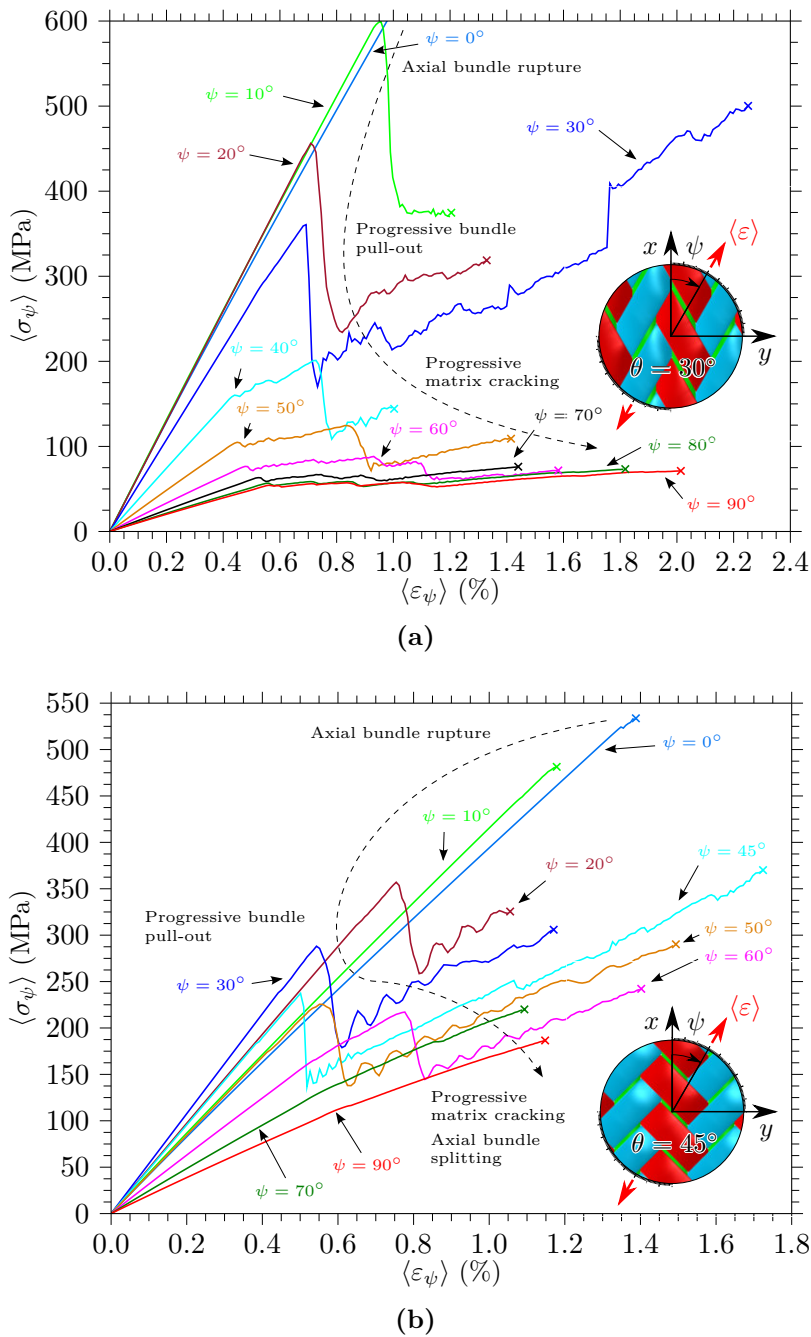 600
500
400
300
200
100
0
⟨σψ⟩ (MPa)
ψ = 0°
Axial bundle rupture
ψ = 10°
ψ = 30°
ψ = 20°
Progressive bundle
pull-out
x ψ ⟨ε⟩
y
θ = 30°
ψ = 40°
Progressive
matrix cracking
ψ = 50°
ψ = 60°
ψ = 70°
ψ = 80°
ψ = 90°
0.0 0.2 0.4 0.6 0.8 1.0 1.2 1.4 1.6 1.8 2.0 2.2 2.4
⟨εψ⟩ (%)
(a)
550
500
450
400
350
300
250
200
150
100
50
0
⟨σψ⟩ (MPa)
Axial bundle rupture
ψ = 0°
ψ = 10°
ψ = 45°
ψ = 20°
Progressive bundle
pull-out
ψ = 50°
ψ = 60°
ψ = 30°
x ψ ⟨ε⟩
y
θ = 45°
Progressive
matrix cracking
Axial bundle
splitting
ψ = 90°
ψ = 70°
0.0 0.2 0.4 0.6 0.8 1.0 1.2 1.4 1.6 1.8
⟨εψ⟩ (%)
(b)